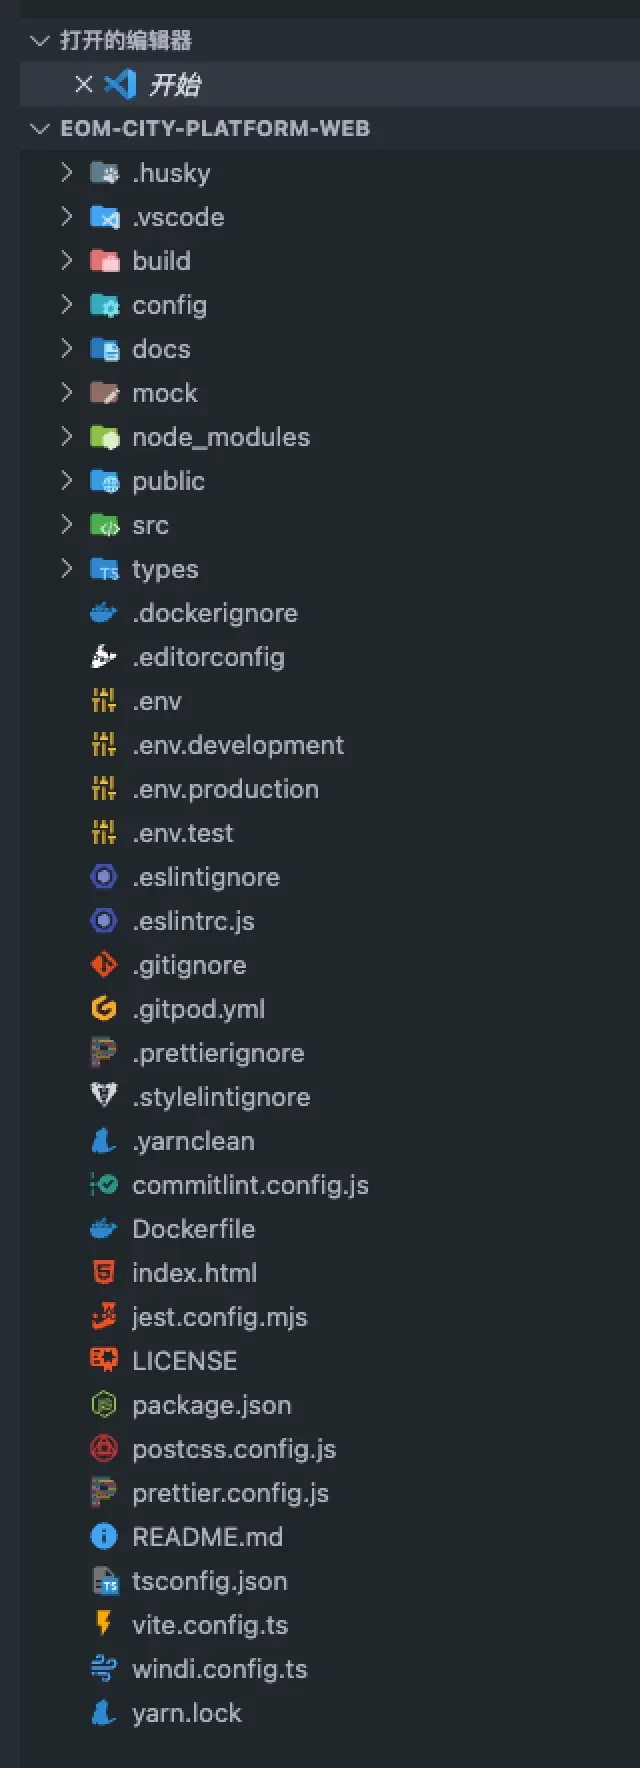 打开的编辑器
开始
EOM-CITY-PLATFORM-WEB
.husky
.vscode
build
config
docs
mock
node_modules
public
src
types
.dockerignore
.editorconfig
.env
.env.development
.env.production
.env.test
.eslintignore
.eslintrc.js
.gitignore
.gitpod.yml
.prettierignore
.stylelintignore
.yarnclean
commitlint.config.js
Dockerfile
index.html
jest.config.mjs
LICENSE
package.json
postcss.config.js
prettier.config.js
README.md
tsconfig.json
vite.config.ts
windi.config.ts
yarn.lock